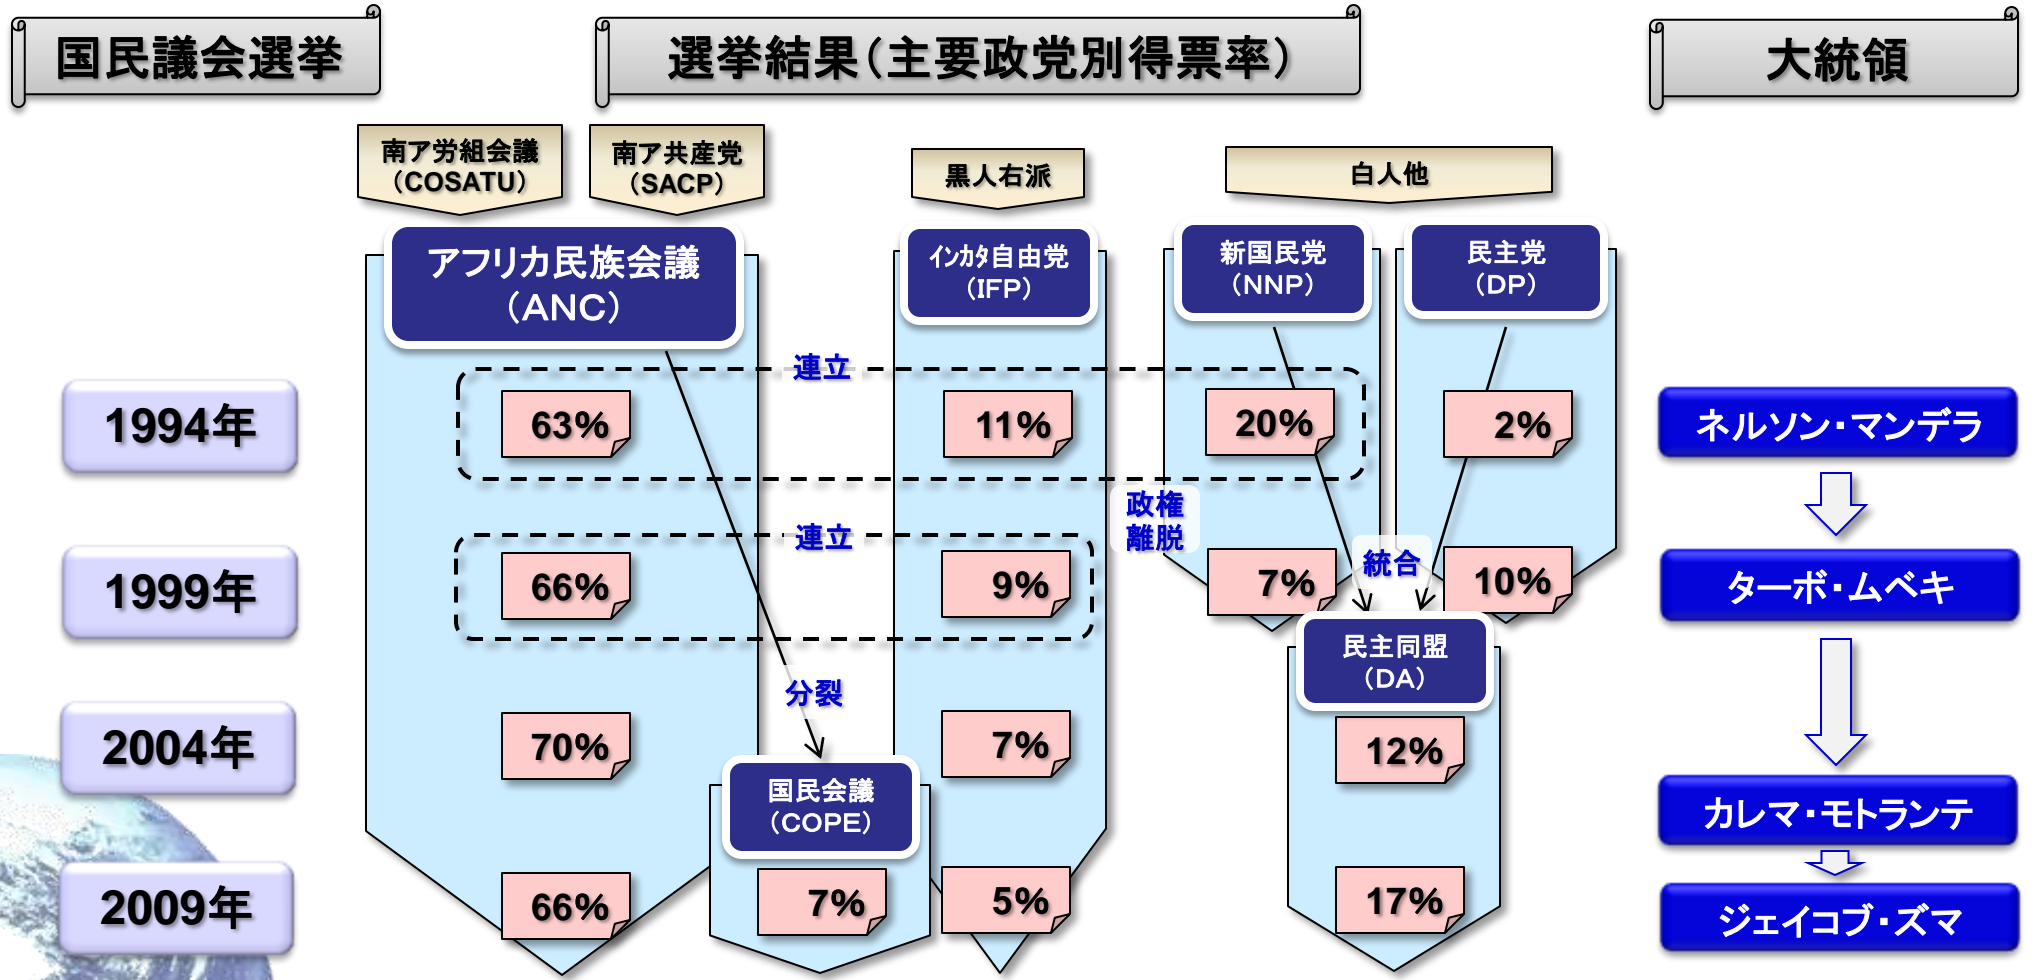 国民議会選挙
選挙結果（主要政党別得票率）
大統領
南ア労組会議
（COSATU）
南ア共産党
（SACP）
黒人右派
白人他
アフリカ民族会議
（ANC）
インカタ自由党
（IFP）
新国民党
（NNP）
民主党
（DP）
連立
1994年
63%
11%
20%
2%
ネルソン・マンデラ
政権
離脱
連立
統合
1999年
66%
9%
7%
10%
ターボ・ムベキ
民主同盟
（DA）
分裂
2004年
70%
7%
12%
国民会議
（COPE）
カレマ・モトランテ
2009年
66%
7%
5%
17%
ジェイコブ・ズマ